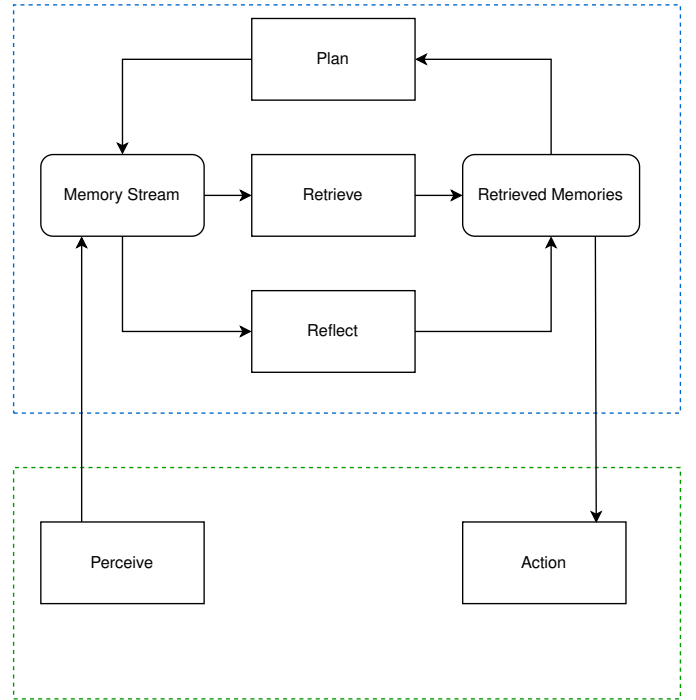 Plan
Memory Stream
Retrieve
Retrieved Memories
Reflect
Perceive
Action